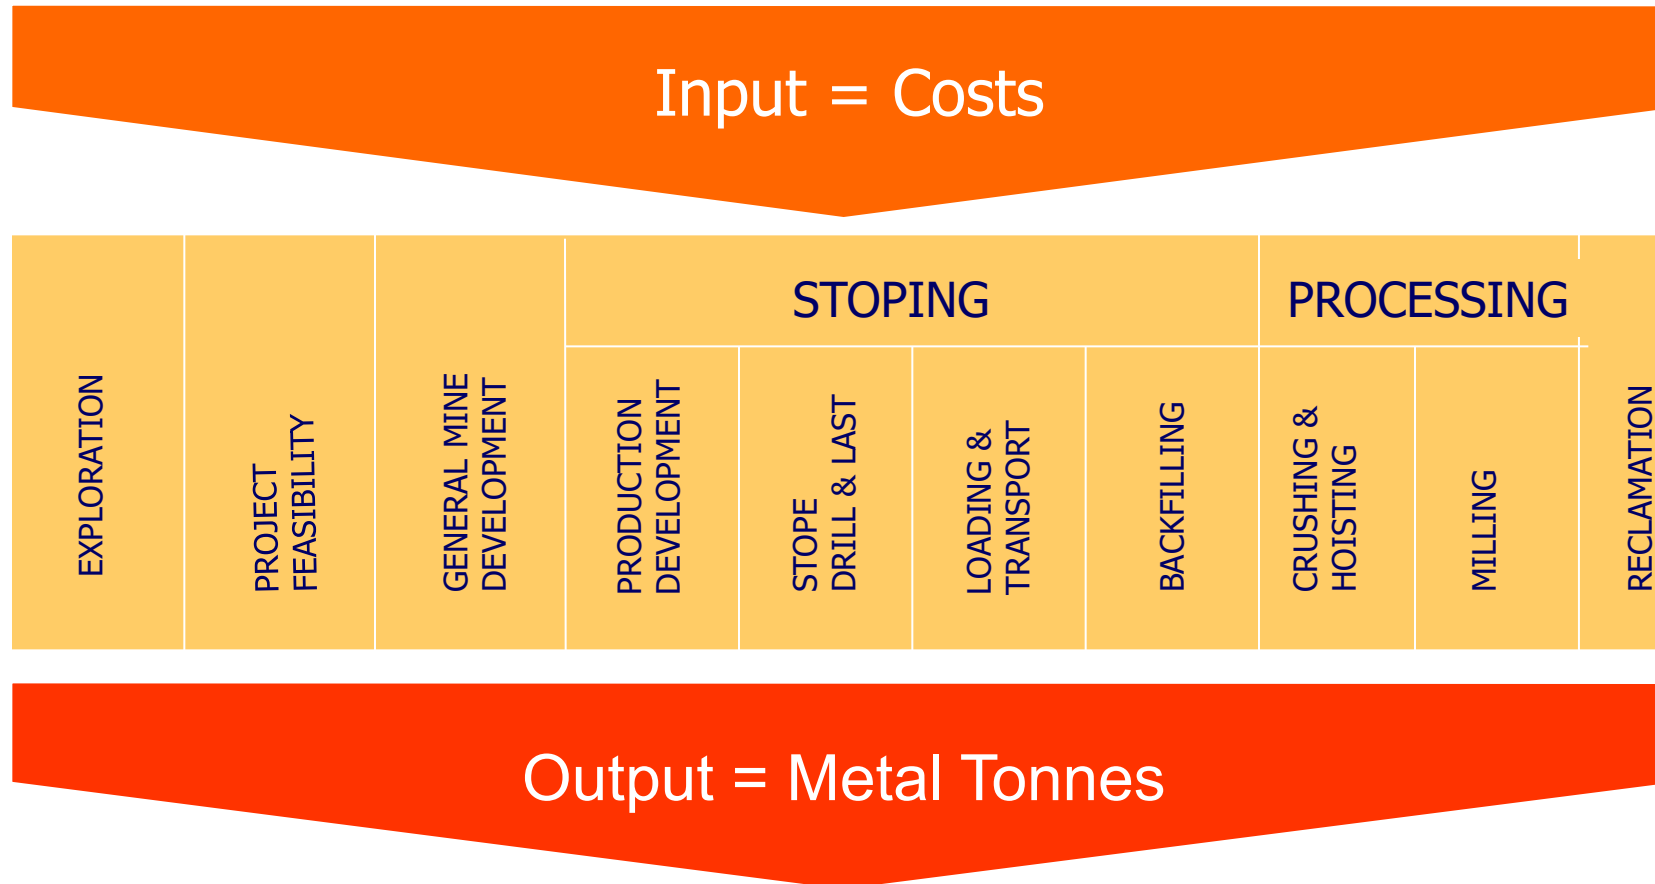 Input = Costs
STOPING
PROCESSING
EXPLORATION
PROJECT
FEASIBILITY
GENERAL MINE
DEVELOPMENT
PRODUCTION
DEVELOPMENT
STOPE
DRILL & LAST
LOADING &
TRANSPORT
BACKFILLING
CRUSHING &
HOISTING
MILLING
RECLAMATION
Output = Metal Tonnes